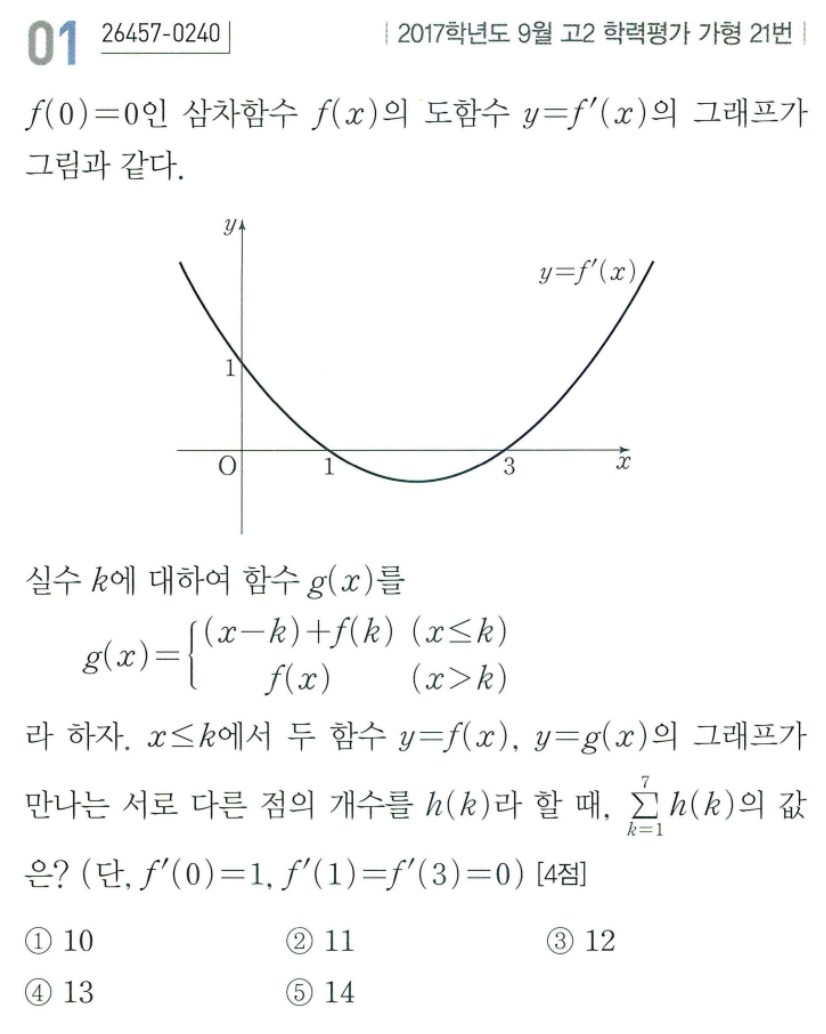 01 26457-0240 | 2017학년도 9월 고2 학력평가 가형 21번 |
f(0)=0인 삼차함수 f(x)의 도함수 y=f′(x)의 그래프가
그림과 같다.
y
y=f′(x)
1
O 1 3 x
실수 k에 대하여 함수 g(x)를
g(x)={(x-k)+f(k) (x≤k)
f(x) (x>k)
라 하자. x≤k에서 두 함수 y=f(x), y=g(x)의 그래프가
만나는 서로 다른 점의 개수를 h(k)라 할 때, ∑_{k=1}^{7} h(k)의 값
은? (단, f′(0)=1, f′(1)=f′(3)=0) [4점]
① 10 ② 11 ③ 12
④ 13 ⑤ 14